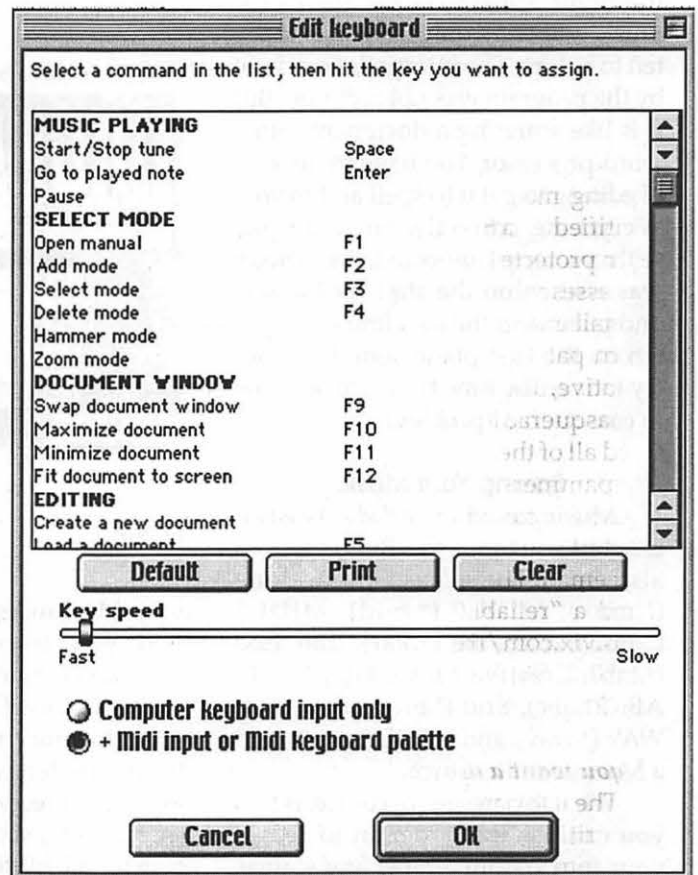 Edit keyboard
Select a command in the list, then hit the key you want to assign.
MUSIC PLAYING
Start/Stop tune Space
Go to played note Enter
Pause
SELECT MODE
Open manual F1
Add mode F2
Select mode F3
Delete mode F4
Hammer mode
Zoom mode
DOCUMENT WINDOW
Swap document window F9
Maximize document F10
Minimize document F11
Fit document to screen F12
EDITING
Create a new document
Load a document F5
Default Print Clear
Key speed
Fast Slow
Computer keyboard input only
+ Midi input or Midi keyboard palette
Cancel OK